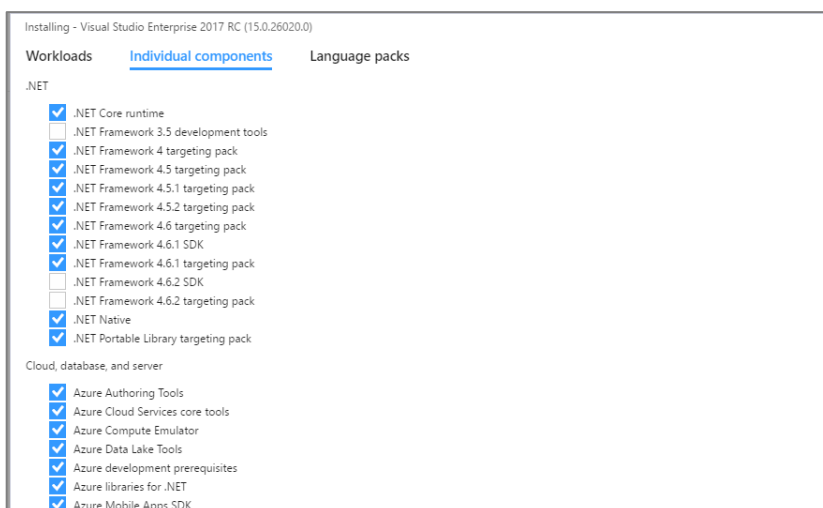 Installing - Visual Studio Enterprise 2017 RC (15.0.26020.0)
Workloads Individual components Language packs
.NET
.NET Core runtime
.NET Framework 3.5 development tools
.NET Framework 4 targeting pack
.NET Framework 4.5 targeting pack
.NET Framework 4.5.1 targeting pack
.NET Framework 4.5.2 targeting pack
.NET Framework 4.6 targeting pack
.NET Framework 4.6.1 SDK
.NET Framework 4.6.1 targeting pack
.NET Framework 4.6.2 SDK
.NET Framework 4.6.2 targeting pack
.NET Native
.NET Portable Library targeting pack
Cloud, database, and server
Azure Authoring Tools
Azure Cloud Services core tools
Azure Compute Emulator
Azure Data Lake Tools
Azure development prerequisites
Azure libraries for .NET
Azure Mobile Apps SDK